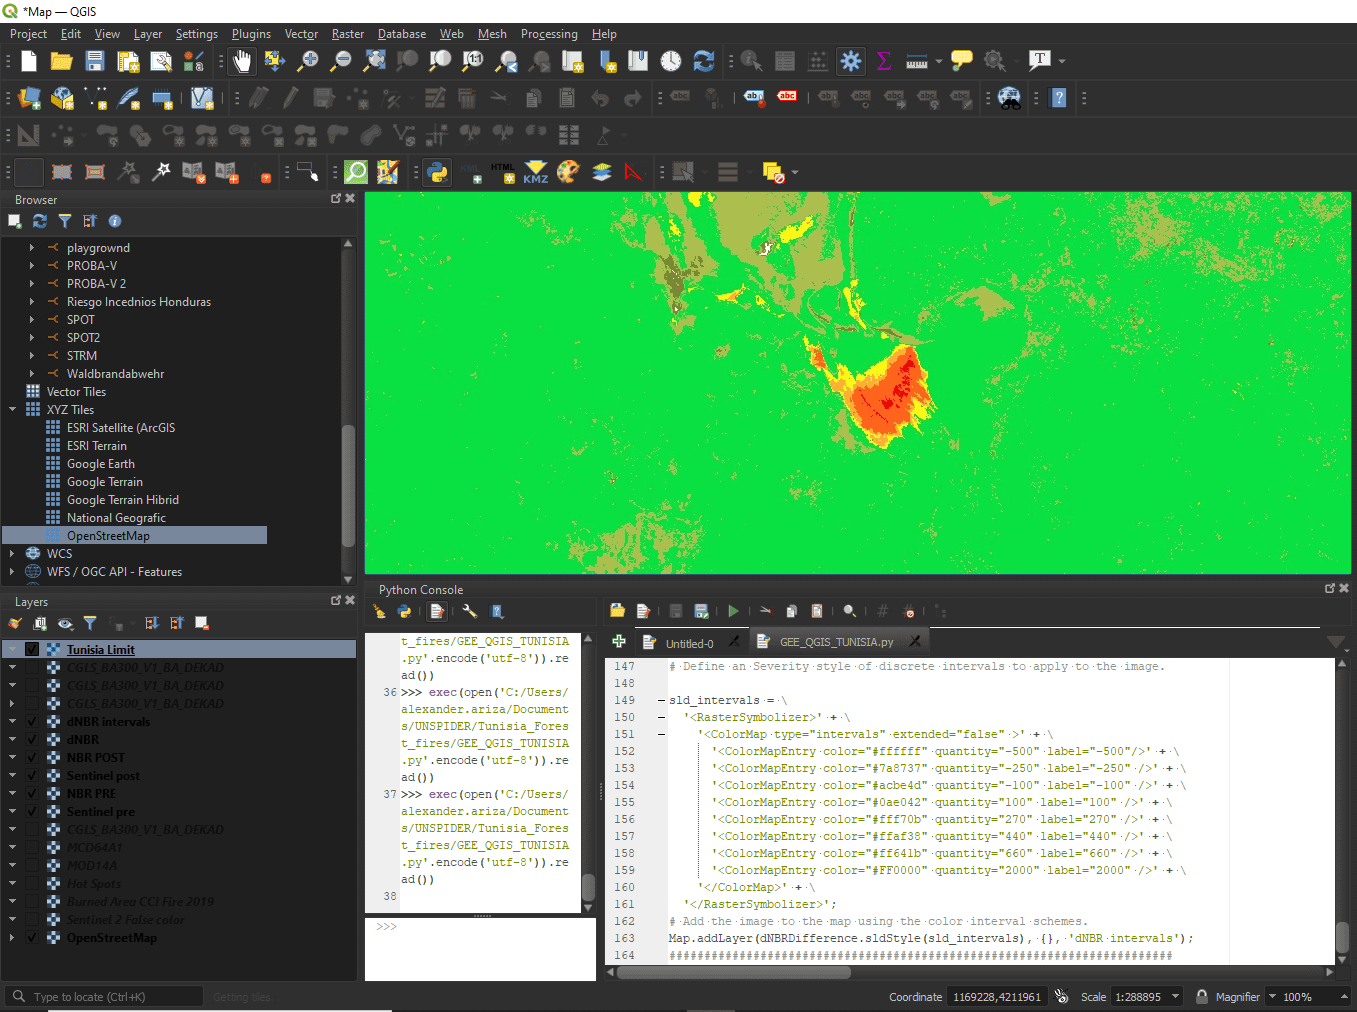 *Map — QGIS
Project Edit View Layer Settings Plugins Vector Raster Database Web Mesh Processing Help
Browser
playgrownd
PROBA-V
PROBA-V 2
Riesgo Incednios Honduras
SPOT
SPOT2
STRM
Waldbrandabwehr
Vector Tiles
XYZ Tiles
ESRI Satellite (ArcGIS
ESRI Terrain
Google Earth
Google Terrain
Google Terrain Hibrid
National Geografic
OpenStreetMap
WCS
WFS / OGC API - Features
Layers
Tunisia Limit
CGLS_BA300_V1_BA_DEKAD
CGLS_BA300_V1_BA_DEKAD
CGLS_BA300_V1_BA_DEKAD
dNBR intervals
dNBR
NBR POST
Sentinel post
NBR PRE
Sentinel pre
CGLS_BA300_V1_BA_DEKAD
MCD64A1
MOD14A
Hot Spots
Burned Area CCI Fire 2019
Sentinel 2 False color
OpenStreetMap
Python Console
t_fires/GEE_QGIS_TUNISIA
.py'.encode('utf-8')).re
ad())
36 >>> exec(open('C:/Users/
alexander.ariza/Document
s/UNSPIDER/Tunisia_Fores
t_fires/GEE_QGIS_TUNISIA
.py'.encode('utf-8')).re
ad())
37 >>> exec(open('C:/Users/
alexander.ariza/Document
s/UNSPIDER/Tunisia_Fores
t_fires/GEE_QGIS_TUNISIA
.py'.encode('utf-8')).re
ad())
38
>>>
Untitled-0 GEE_QGIS_TUNISIA.py
147 # Define an Severity style of discrete intervals to apply to the image.
148
149 sld_intervals = \
150 '<RasterSymbolizer>' + \
151 '<ColorMap type="intervals" extended="false" >' + \
152 '<ColorMapEntry color="#ffffff" quantity="-500" label="-500"/>' + \
153 '<ColorMapEntry color="#7a8737" quantity="-250" label="-250" />' + \
154 '<ColorMapEntry color="#acbe4d" quantity="-100" label="-100" />' + \
155 '<ColorMapEntry color="#0ae042" quantity="100" label="100" />' + \
156 '<ColorMapEntry color="#fff70b" quantity="270" label="270" />' + \
157 '<ColorMapEntry color="#ffaf38" quantity="440" label="440" />' + \
158 '<ColorMapEntry color="#ff641b" quantity="660" label="660" />' + \
159 '<ColorMapEntry color="#FF0000" quantity="2000" label="2000" />' + \
160 '</ColorMap>' + \
161 '</RasterSymbolizer>';
162 # Add the image to the map using the color interval schemes.
163 Map.addLayer(dNBRDifference.sldStyle(sld_intervals), {}, 'dNBR intervals');
164 ########################################################################
Type to locate (Ctrl+K) Getting tiles Coordinate 1169228,4211961 Scale 1:288895 Magnifier 100%